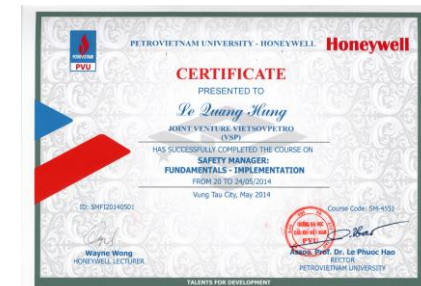 PETROVIETNAM
PVU
PETROVIETNAM UNIVERSITY - HONEYWELL
Honeywell
CERTIFICATE
PRESENTED TO
Le Quang Hung
JOINT VENTURE VIETSOVPETRO
(VSP)
HAS SUCCESSFULLY COMPLETED THE COURSE ON
SAFETY MANAGER:
FUNDAMENTALS - IMPLEMENTATION
FROM 20 TO 24/05/2014
Vung Tau City, May 2014
ID: SMFI20140501
Course Code: SM-4551
Wayne Wong
HONEYWELL LECTURER
Assoc. Prof. Dr. Le Phuoc Hao
RECTOR
PETROVIETNAM UNIVERSITY
TALENTS FOR DEVELOPMENT